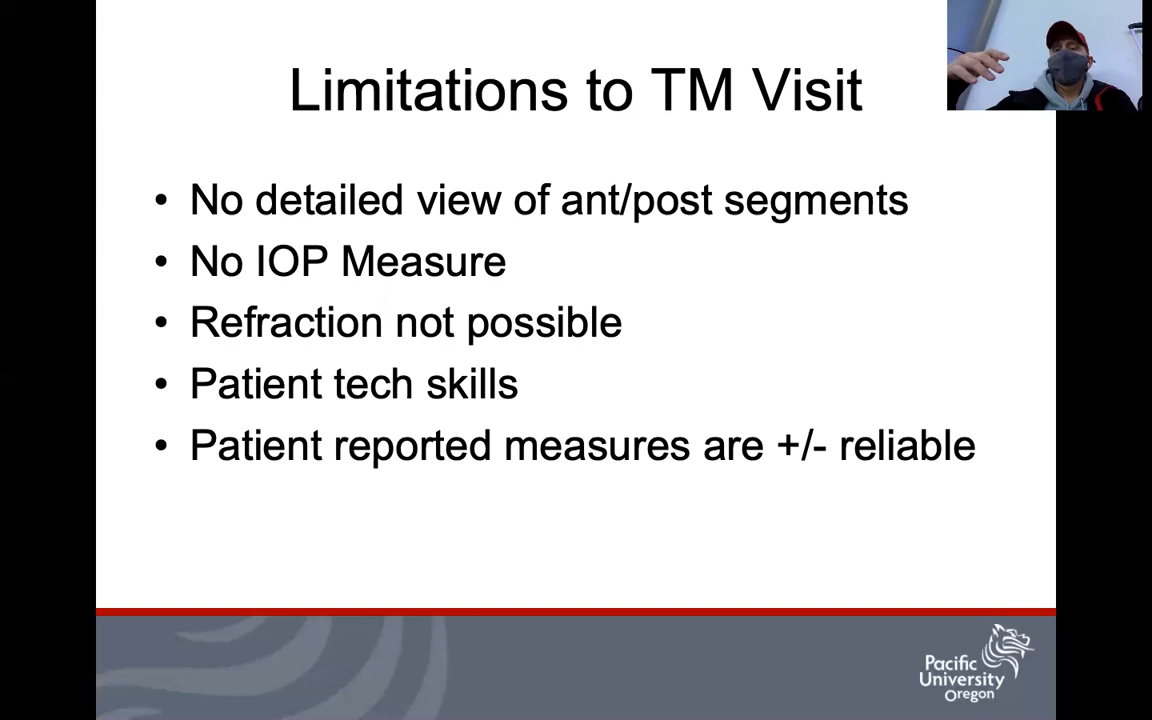 Limitations to TM Visit
• No detailed view of ant/post segments
• No IOP Measure
• Refraction not possible
• Patient tech skills
• Patient reported measures are +/- reliable
Pacific
University
Oregon